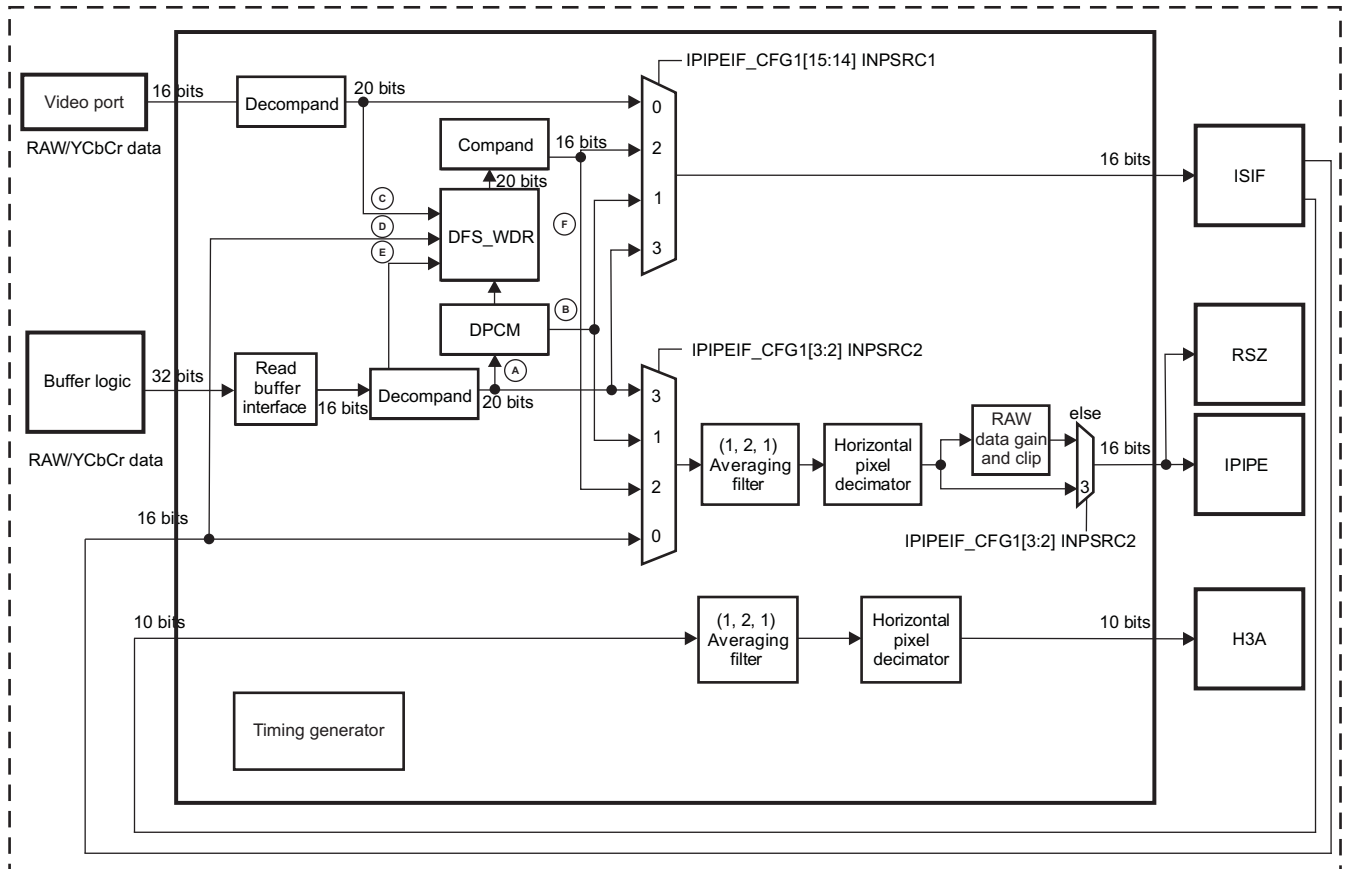 IPIPEIF_CFG1[15:14] INPSRC1
Video port
16 bits
Decompand
20 bits
0
RAW/YCbCr data
Compand
16 bits
2
20 bits
16 bits
ISIF
C
1
D
F
DFS_WDR
E
3
B
DPCM
RSZ
IPIPEIF_CFG1[3:2] INPSRC2
Buffer logic
32 bits
Read
buffer
interface
16 bits
Decompand
A
20 bits
3
RAW
data gain
and clip
else
1
(1, 2, 1)
Averaging
filter
Horizontal
pixel
decimator
16 bits
IPIPE
RAW/YCbCr data
2
3
16 bits
0
IPIPEIF_CFG1[3:2] INPSRC2
10 bits
(1, 2, 1)
Averaging
filter
Horizontal
pixel
decimator
10 bits
H3A
Timing generator